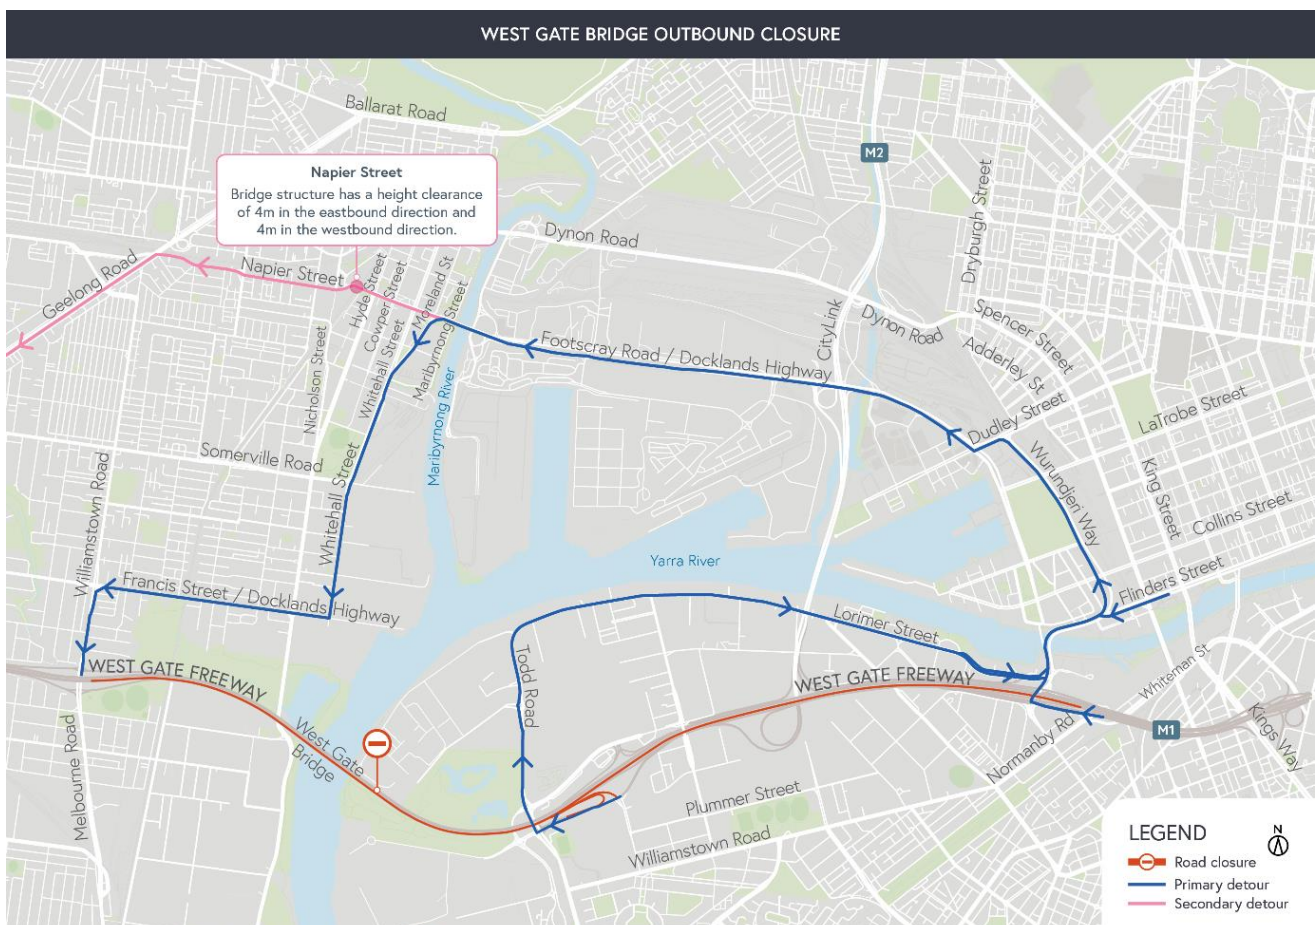 WEST GATE BRIDGE OUTBOUND CLOSURE
Ballarat Road
M2
Napier Street
Bridge structure has a height clearance
of 4m in the eastbound direction and
4m in the westbound direction.
Dryburgh Street
Dynon Road
Geelong Road
Napier Street
Hyde Street
Cowper Street
Moreland St
Maribyrnong Street
Whitehall Street
Nicholson Street
CityLink
Dynon Road
Spencer Street
Adderley St
Footscray Road / Docklands Highway
Dudley Street
LaTrobe Street
Maribyrnong River
Somerville Road
Williamstown Road
Whitehall Street
Wurundjeri Way
King Street
Collins Street
Yarra River
Flinders Street
Francis Street / Docklands Highway
Lorimer Street
Todd Road
WEST GATE FREEWAY
WEST GATE FREEWAY
Whiteman St
West Gate
Bridge
Melbourne Road
Normanby Rd
M1
Kings Way
Plummer Street
Williamstown Road
LEGEND
N
Road closure
Primary detour
Secondary detour